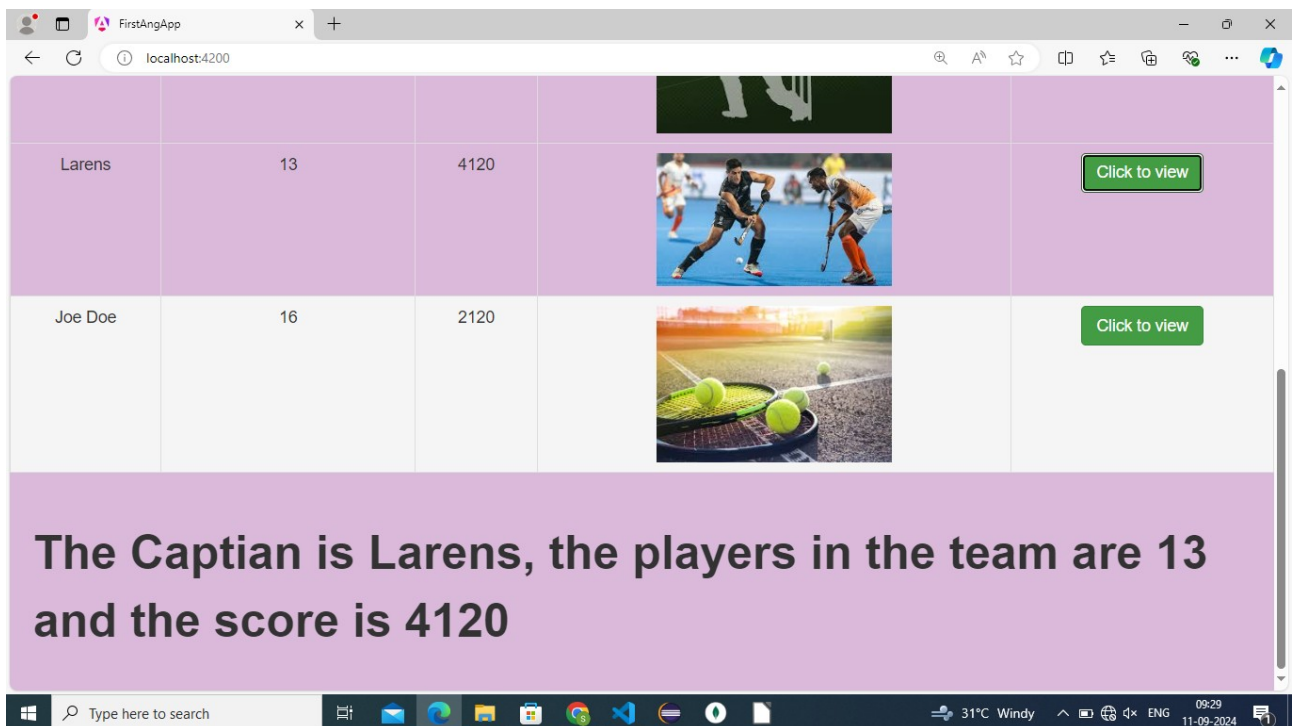 FirstAngApp
localhost:4200
Larens 13 4120 Click to view
Joe Doe 16 2120 Click to view
The Captian is Larens, the players in the team are 13
and the score is 4120
Type here to search 31°C Windy ENG 09:29
11-09-2024